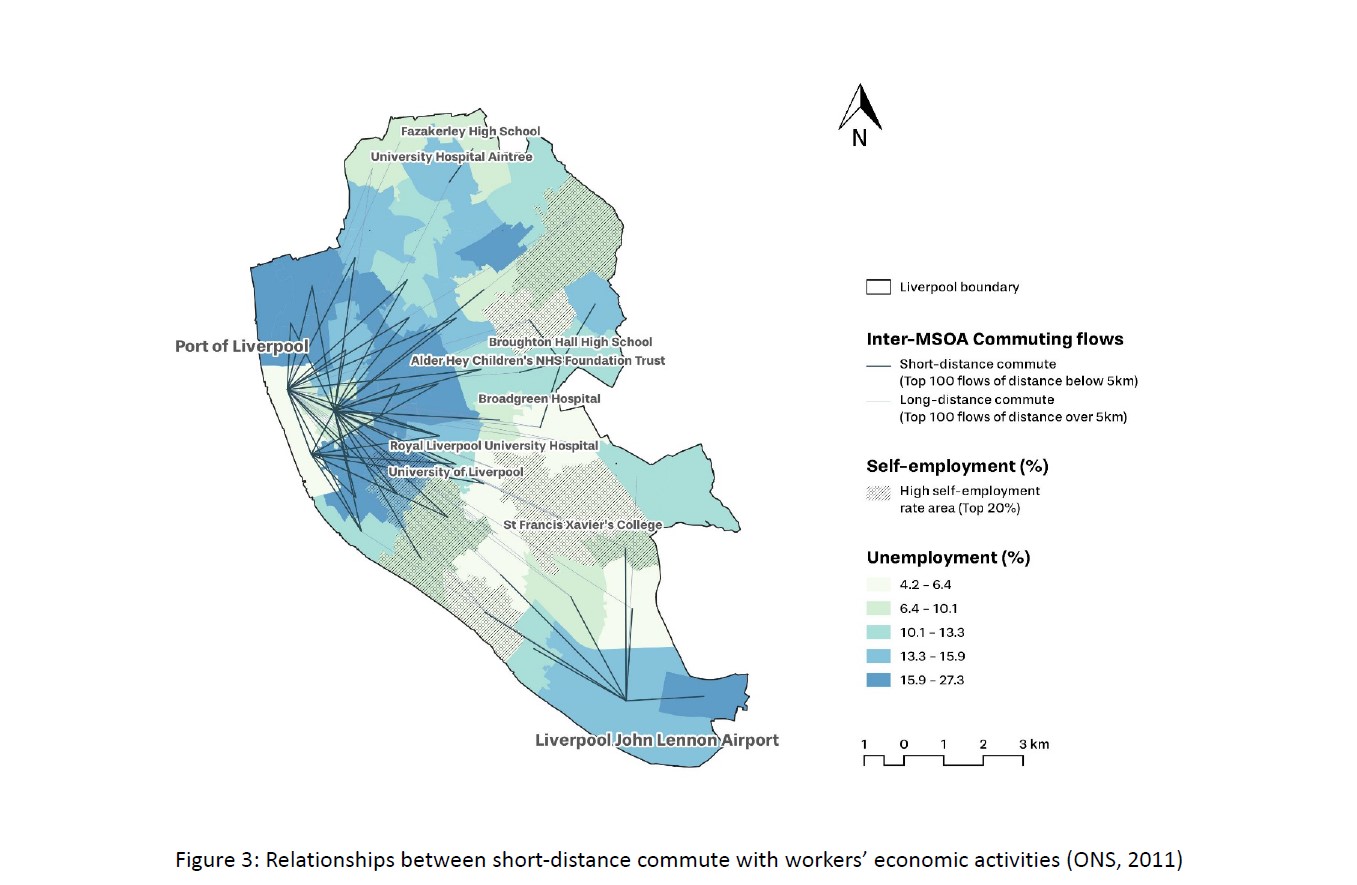 Fazakerley High School
University Hospital Aintree
Port of Liverpool
Broughton Hall High School
Alder Hey Children's NHS Foundation Trust
Broadgreen Hospital
Royal Liverpool University Hospital
University of Liverpool
St Francis Xavier's College
Liverpool John Lennon Airport
N
Liverpool boundary
Inter-MSOA Commuting flows
Short-distance commute
(Top 100 flows of distance below 5km)
Long-distance commute
(Top 100 flows of distance over 5km)
Self-employment (%)
High self-employment
rate area (Top 20%)
Unemployment (%)
4.2 – 6.4
6.4 – 10.1
10.1 – 13.3
13.3 – 15.9
15.9 – 27.3
1 0 1 2 3 km
Figure 3: Relationships between short-distance commute with workers’ economic activities (ONS, 2011)